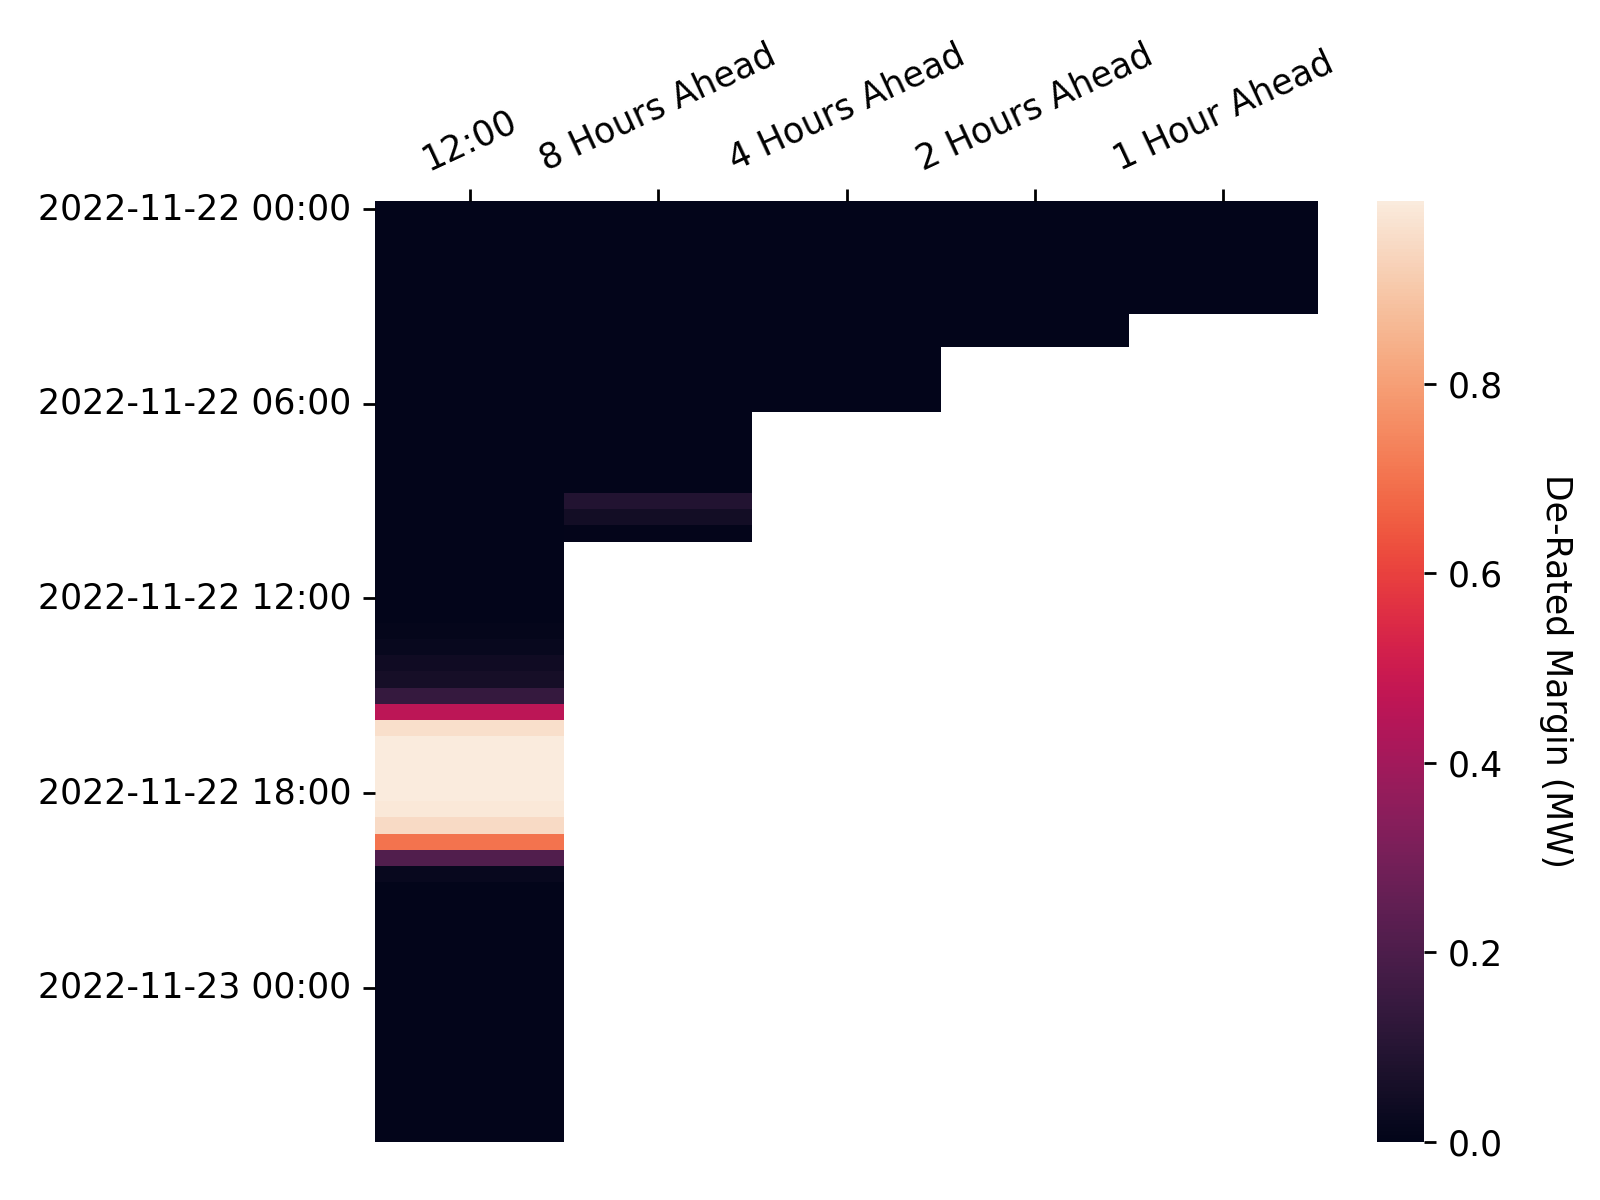 12:00
8 Hours Ahead
4 Hours Ahead
2 Hours Ahead
1 Hour Ahead
2022-11-22 00:00
2022-11-22 06:00
2022-11-22 12:00
2022-11-22 18:00
2022-11-23 00:00
0.8
0.6
0.4
0.2
0.0
De-Rated Margin (MW)